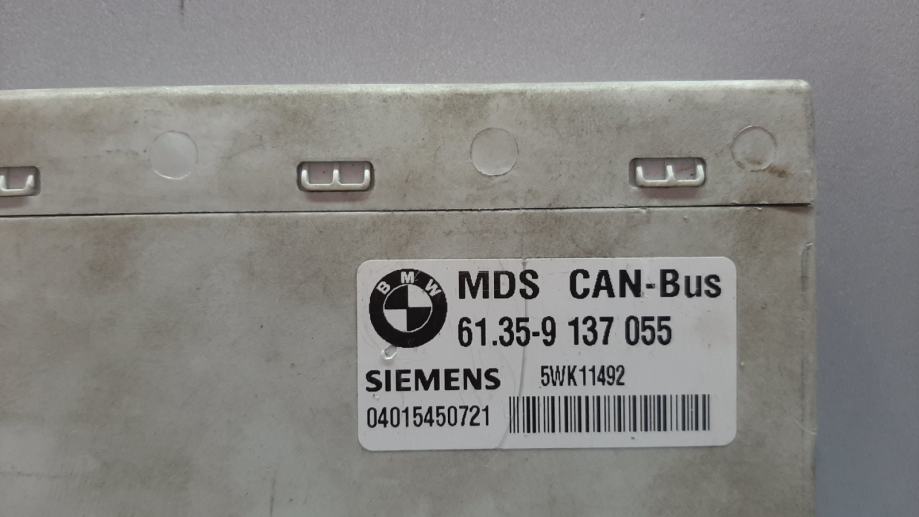 BMW
MDS CAN-Bus
61.35-9 137 055
SIEMENS 5WK11492
04015450721